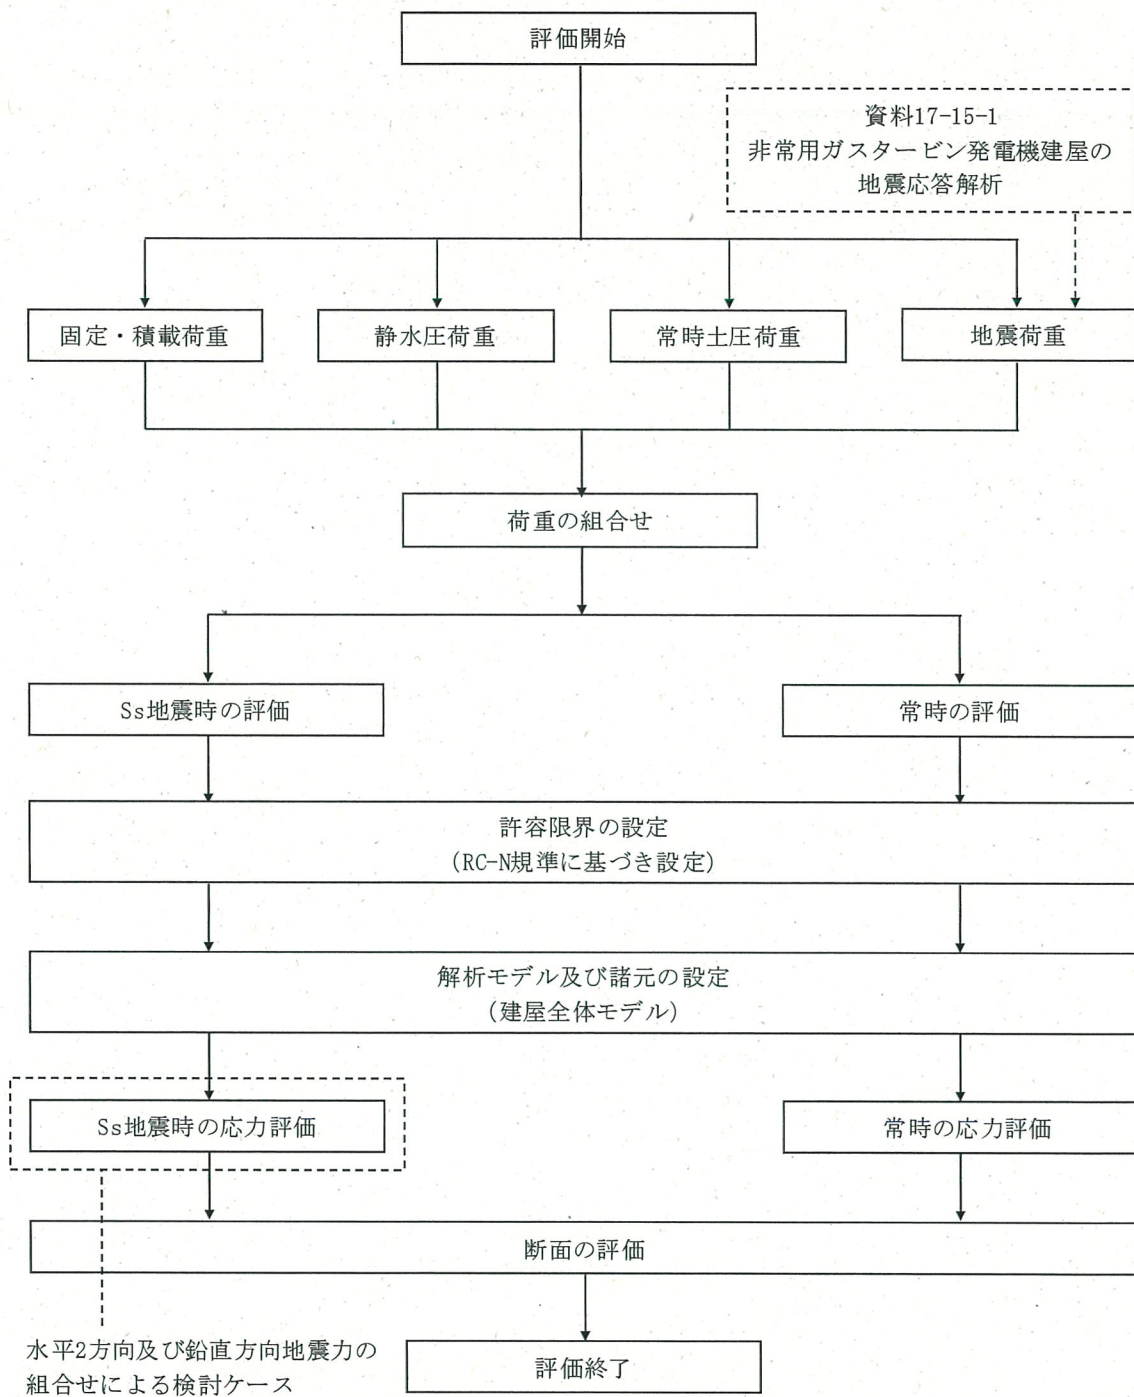 評価開始
資料17-15-1
非常用ガスタービン発電機建屋の
地震応答解析
固定・積載荷重
静水圧荷重
常時土圧荷重
地震荷重
荷重の組合せ
Ss地震時の評価
常時の評価
許容限界の設定
(RC-N規準に基づき設定)
解析モデル及び諸元の設定
(建屋全体モデル)
Ss地震時の応力評価
常時の応力評価
断面の評価
水平2方向及び鉛直方向地震力の
組合せによる検討ケース
評価終了